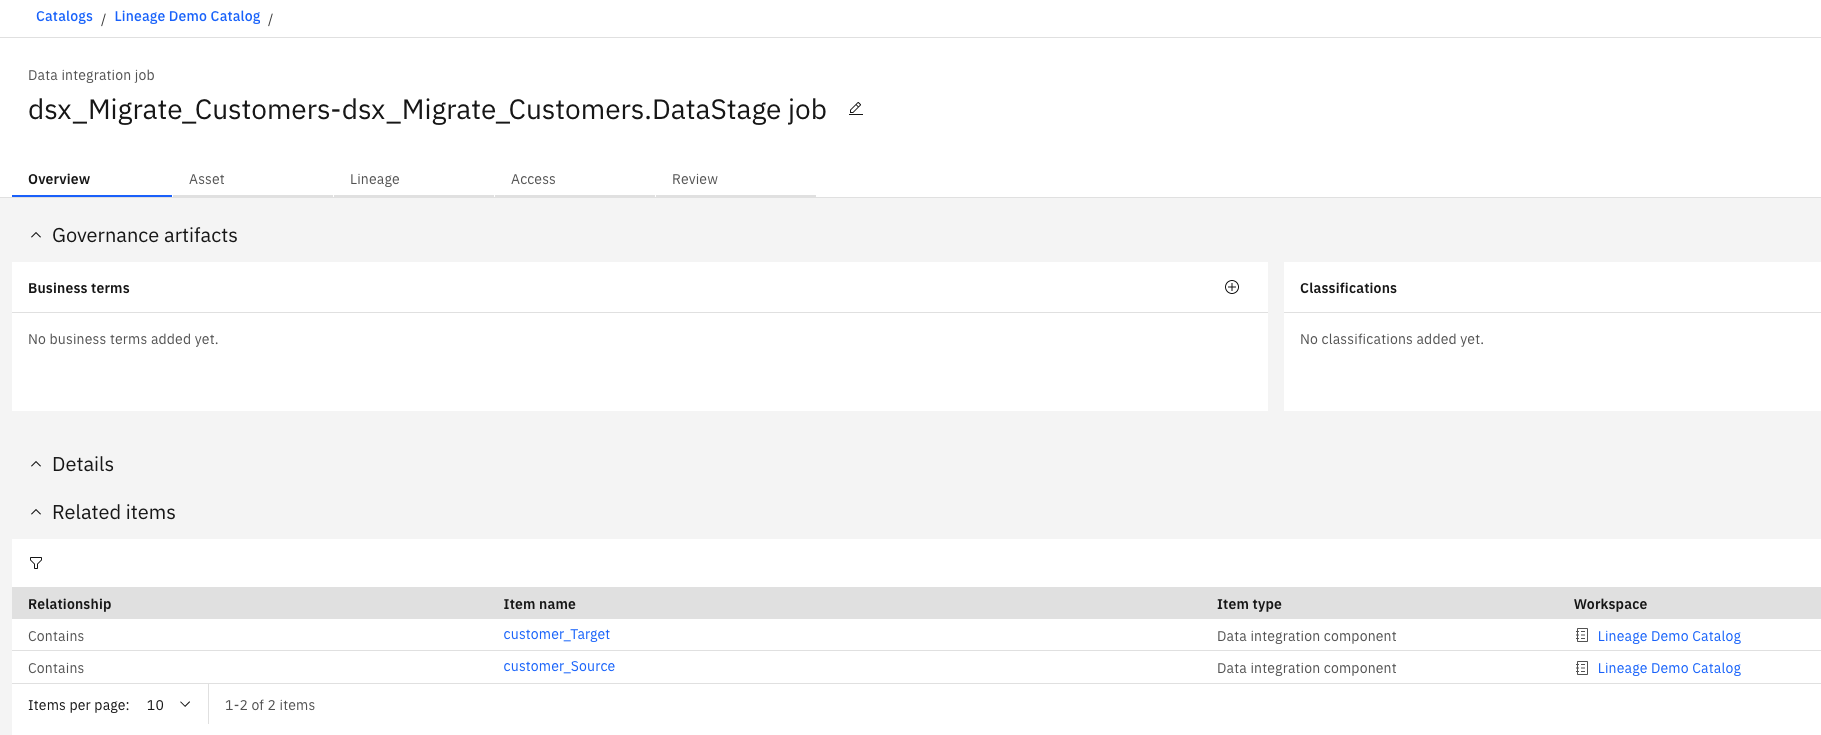 Catalogs / Lineage Demo Catalog /
Data integration job
dsx_Migrate_Customers-dsx_Migrate_Customers.DataStage job
Overview Asset Lineage Access Review
Governance artifacts
Business terms
No business terms added yet.
Classifications
No classifications added yet.
Details
Related items
Relationship Item name Item type Workspace
Contains customer_Target Data integration component Lineage Demo Catalog
Contains customer_Source Data integration component Lineage Demo Catalog
Items per page: 10 1-2 of 2 items